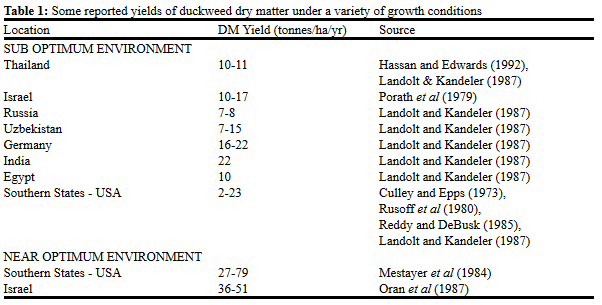 Table 1: Some reported yields of duckweed dry matter under a variety of growth conditions
Location DM Yield (tonnes/ha/yr) Source
SUB OPTIMUM ENVIRONMENT
Thailand 10-11 Hassan and Edwards (1992),
Landolt & Kandeler (1987)
Israel 10-17 Porath et al (1979)
Russia 7-8 Landolt and Kandeler (1987)
Uzbekistan 7-15 Landolt and Kandeler (1987)
Germany 16-22 Landolt and Kandeler (1987)
India 22 Landolt and Kandeler (1987)
Egypt 10 Landolt and Kandeler (1987)
Southern States - USA 2-23 Culley and Epps (1973),
Rusoff et al (1980),
Reddy and DeBusk (1985),
Landolt and Kandeler (1987)
NEAR OPTIMUM ENVIRONMENT
Southern States - USA 27-79 Mestayer et al (1984)
Israel 36-51 Oran et al (1987)